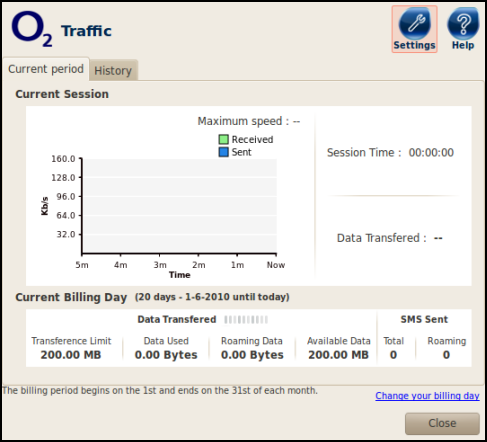 O2 Traffic
Settings Help
Current period History
Current Session
Maximum speed : --
Received
Sent
160.0
128.0
96.0
64.0
32.0
Kb/s
5m 4m 3m 2m 1m Now
Time
Session Time : 00:00:00
Data Transfered : --
Current Billing Day (20 days - 1-6-2010 until today)
Data Transfered SMS Sent
Transference Limit Data Used Roaming Data Available Data Total Roaming
200.00 MB 0.00 Bytes 0.00 Bytes 200.00 MB 0 0
The billing period begins on the 1st and ends on the 31st of each month.
Change your billing day
Close